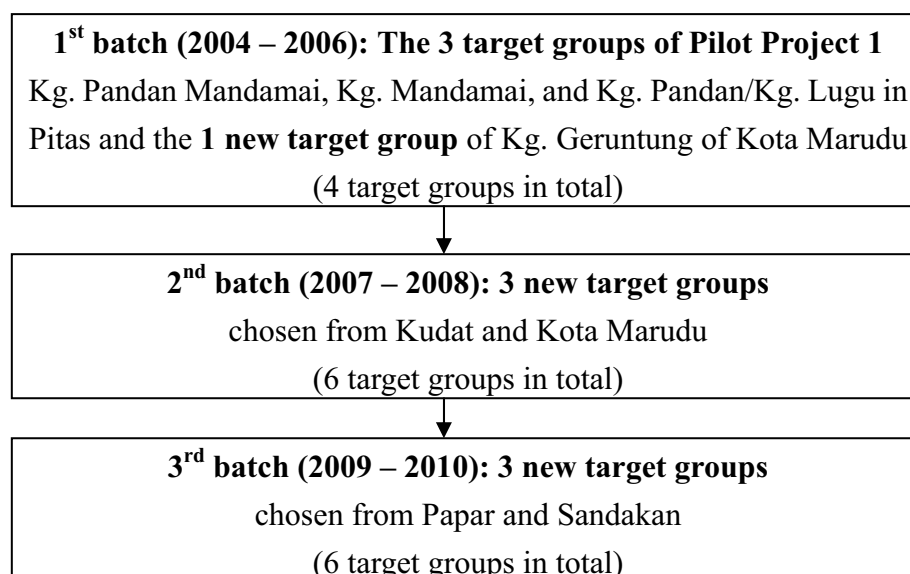 1st batch (2004 – 2006): The 3 target groups of Pilot Project 1
Kg. Pandan Mandamai, Kg. Mandamai, and Kg. Pandan/Kg. Lugu in
Pitas and the 1 new target group of Kg. Geruntung of Kota Marudu
(4 target groups in total)
2nd batch (2007 – 2008): 3 new target groups
chosen from Kudat and Kota Marudu
(6 target groups in total)
3rd batch (2009 – 2010): 3 new target groups
chosen from Papar and Sandakan
(6 target groups in total)